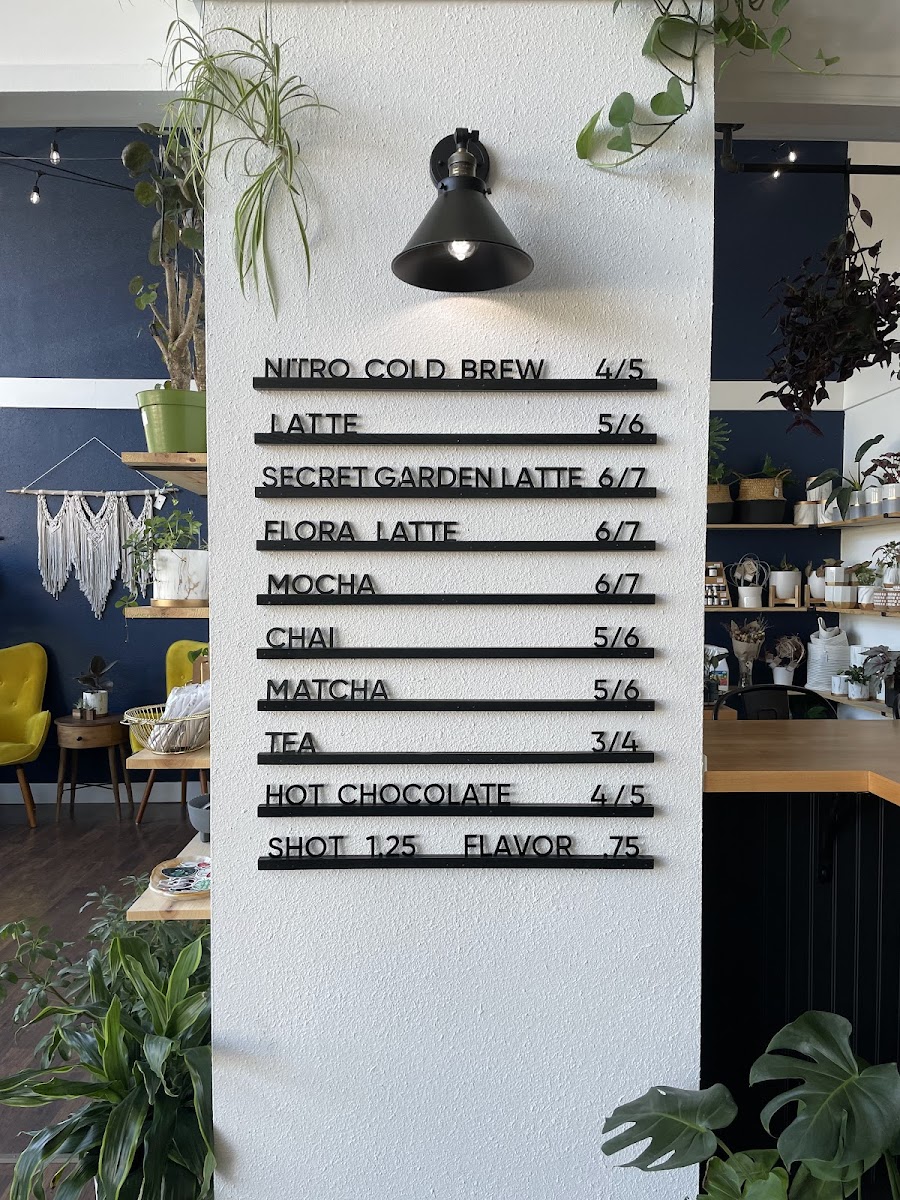 NITRO COLD BREW 4/5
LATTE 5/6
SECRET GARDEN LATTE 6/7
FLORA LATTE 6/7
MOCHA 6/7
CHAI 5/6
MATCHA 5/6
TEA 3/4
HOT CHOCOLATE 4/5
SHOT 1.25 FLAVOR .75